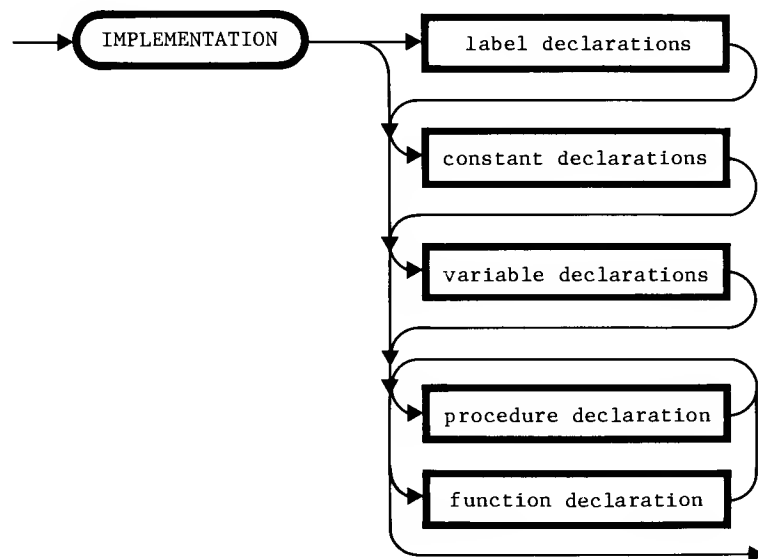 IMPLEMENTATION
label declarations
constant declarations
variable declarations
procedure declaration
function declaration